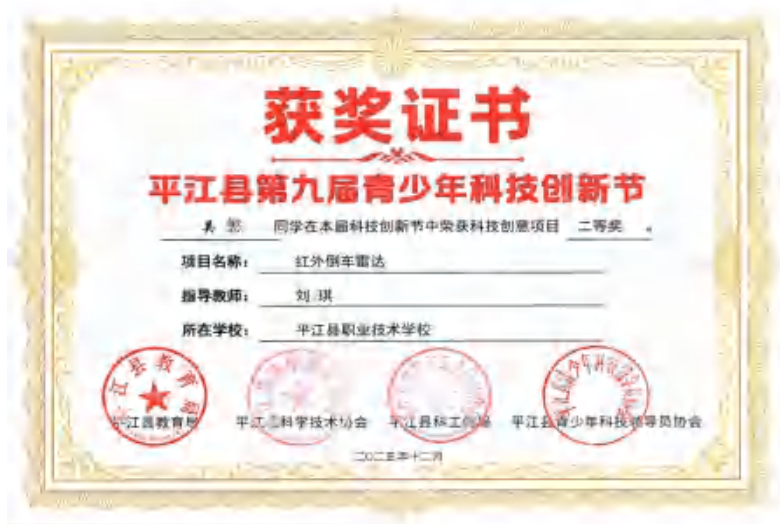 获奖证书
平江县第九届青少年科技创新节
同学在本届科技创新节中荣获科技创意项目 二等奖 。
项目名称： 红外倒车雷达
指导教师： 刘 琪
所在学校： 平江县职业技术学校
平江县教育局 平江县科学技术协会 平江县科工信局 平江县青少年科技辅导员协会